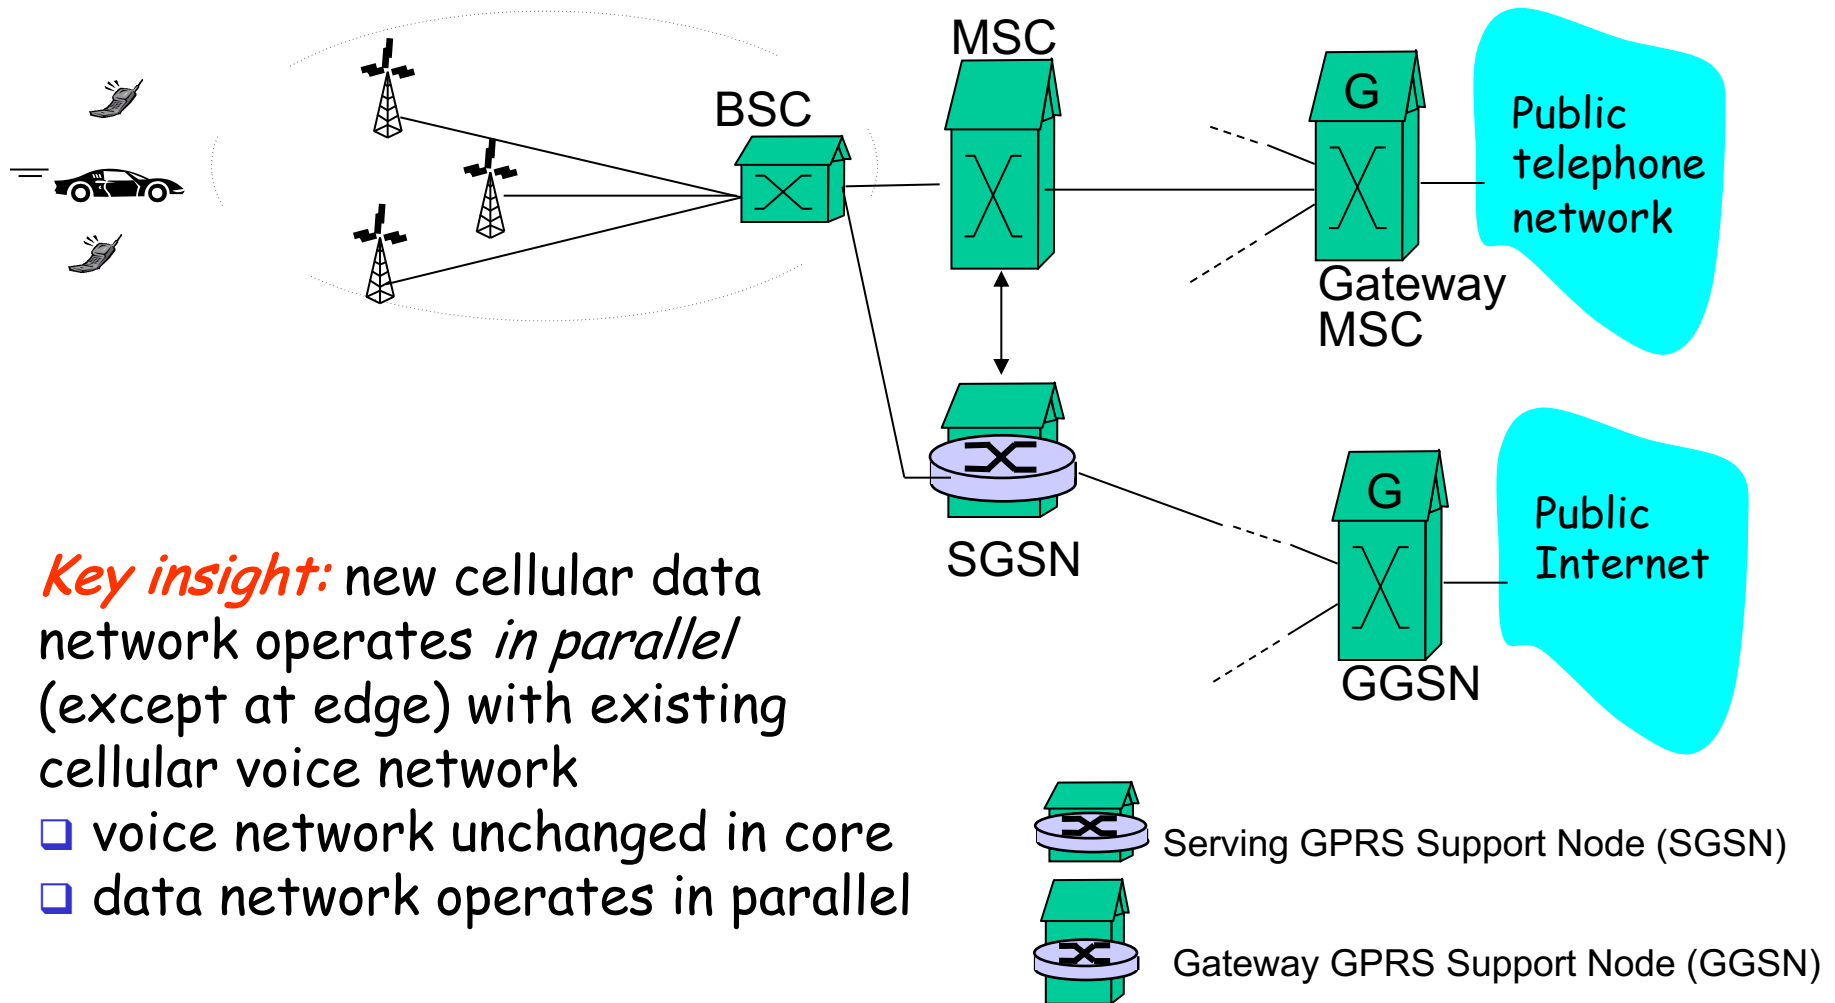 MSC
BSC
G
Public
telephone
network
Gateway
MSC
G
Public
Internet
SGSN
GGSN
Key insight: new cellular data
network operates in parallel
(except at edge) with existing
cellular voice network
voice network unchanged in core
data network operates in parallel
Serving GPRS Support Node (SGSN)
Gateway GPRS Support Node (GGSN)